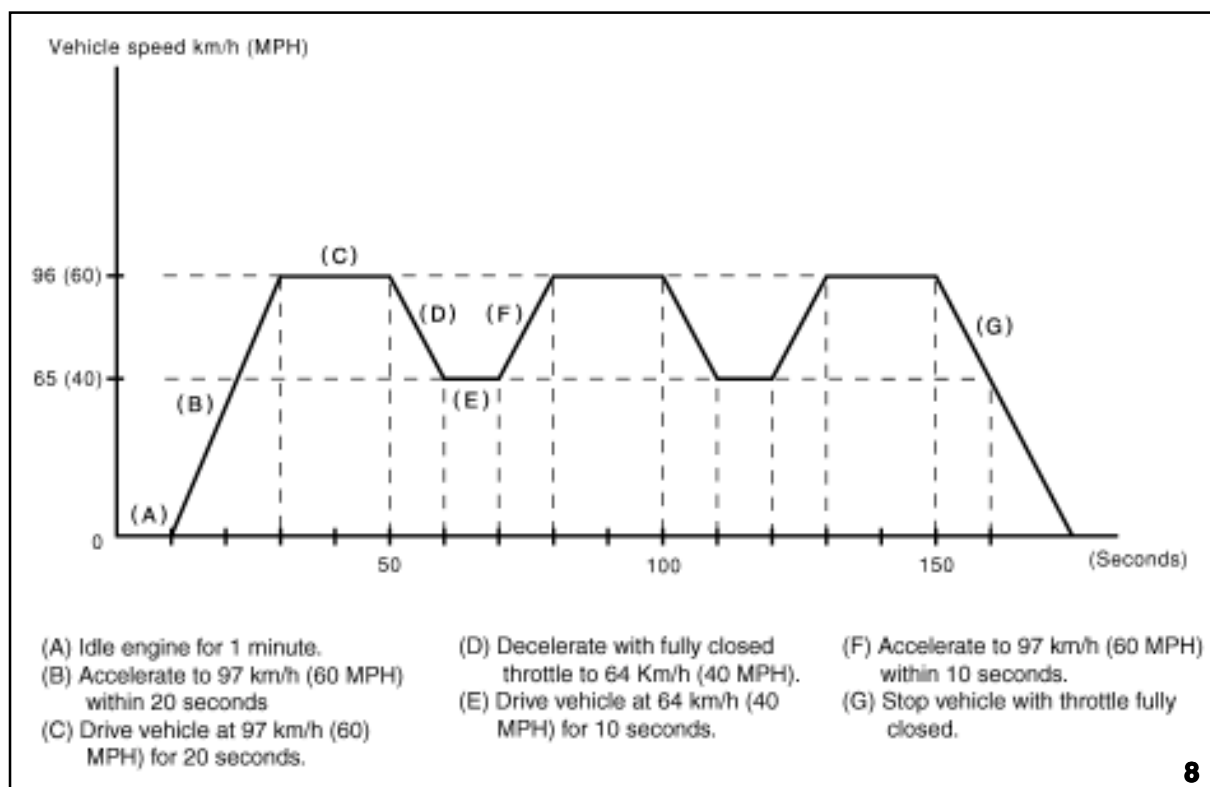 Vehicle speed km/h (MPH)
96 (60)
(C)
(D)
(F)
(G)
65 (40)
(B)
(E)
(A)
0
50
100
150
(Seconds)
(A) Idle engine for 1 minute.
(B) Accelerate to 97 km/h (60 MPH)
within 20 seconds
(C) Drive vehicle at 97 km/h (60)
MPH) for 20 seconds.
(D) Decelerate with fully closed
throttle to 64 Km/h (40 MPH).
(E) Drive vehicle at 64 km/h (40
MPH) for 10 seconds.
(F) Accelerate to 97 km/h (60 MPH)
within 10 seconds.
(G) Stop vehicle with throttle fully
closed.
8